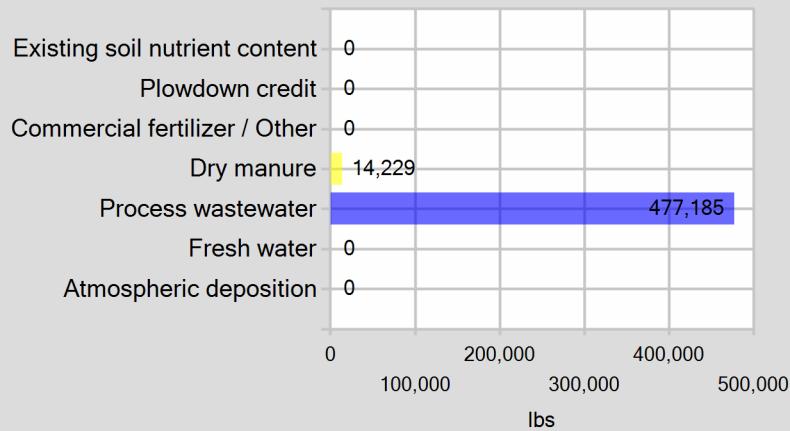 Existing soil nutrient content 0
Plowdown credit 0
Commercial fertilizer / Other 0
Dry manure 14,229
Process wastewater 477,185
Fresh water 0
Atmospheric deposition 0
0 200,000 400,000
100,000 300,000 500,000
lbs